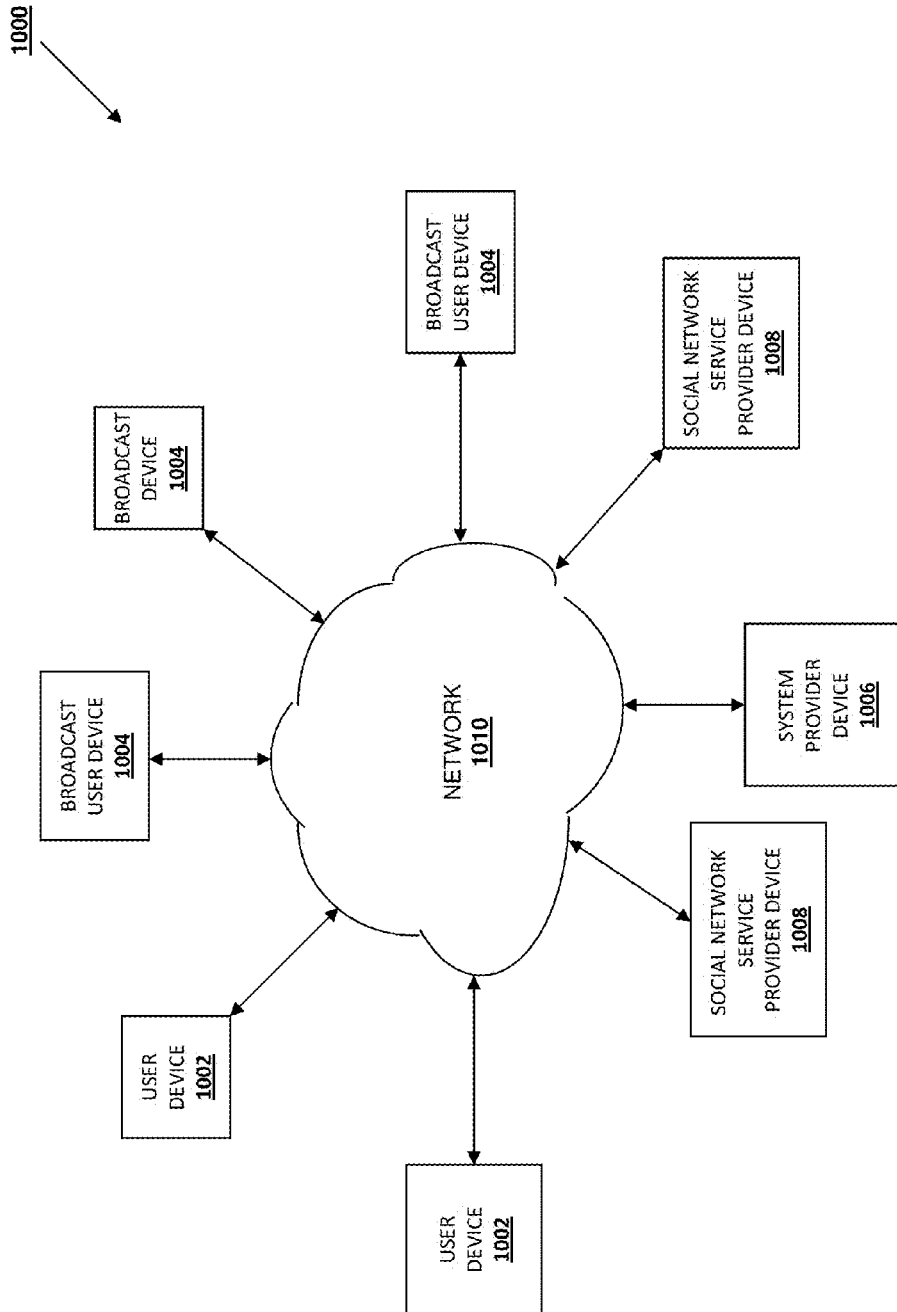 1000
USER
DEVICE
1002
USER
DEVICE
1002
BROADCAST
USER DEVICE
1004
BROADCAST
DEVICE
1004
BROADCAST
USER DEVICE
1004
NETWORK
1010
SOCIAL NETWORK
SERVICE
PROVIDER DEVICE
1008
SYSTEM
PROVIDER
DEVICE
1006
SOCIAL NETWORK
SERVICE
PROVIDER DEVICE
1008